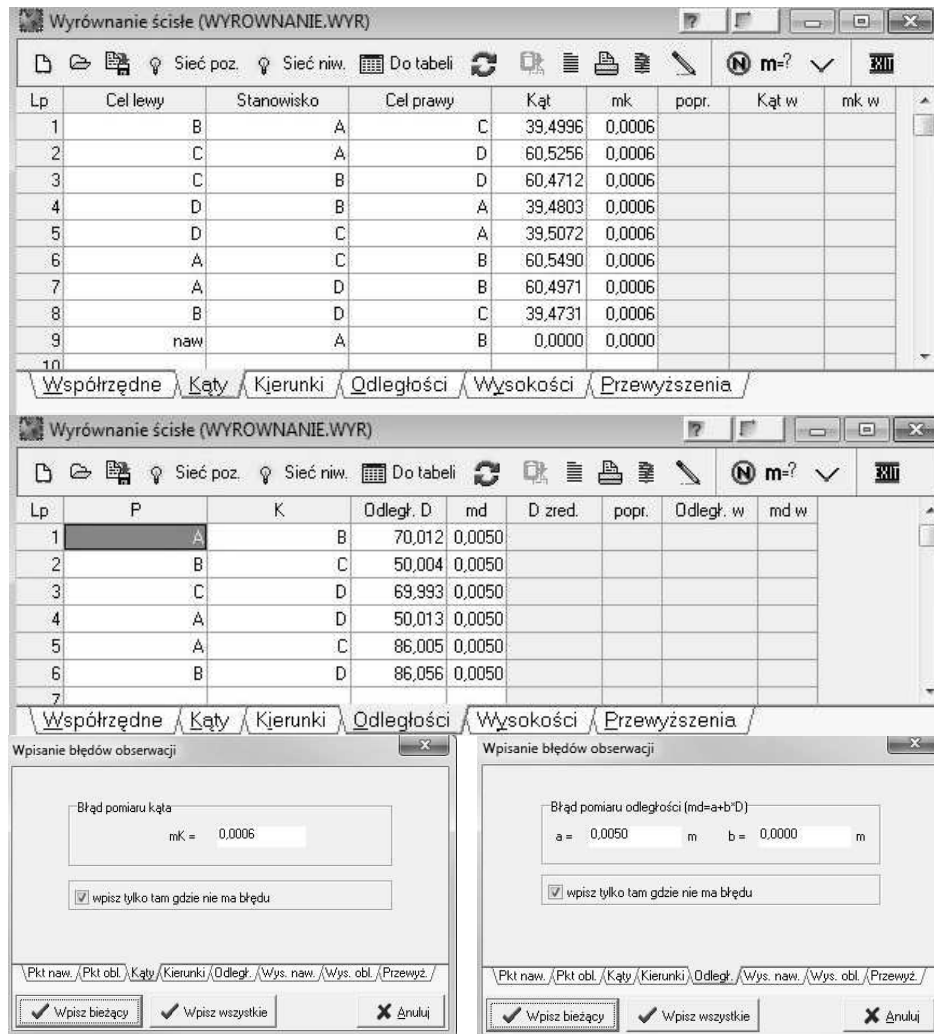 Wyrównanie ścisłe (WYROWNANIE.WYR) ?
Sieć poz. Sieć niw. Do tabeli N m=?
Lp Cel lewy Stanowisko Cel prawy Kąt mk popr. Kąt w mk w
1 B A C 39,4996 0,0006
2 C A D 60,5256 0,0006
3 C B D 60,4712 0,0006
4 D B A 39,4803 0,0006
5 D C A 39,5072 0,0006
6 A C B 60,5490 0,0006
7 A D B 60,4971 0,0006
8 B D C 39,4731 0,0006
9 naw A B 0,0000 0,0000
10
Współrzędne Kąty Kierunki Odległości Wysokości Przewyższenia
Wyrównanie ścisłe (WYROWNANIE.WYR) ?
Sieć poz. Sieć niw. Do tabeli N m=?
Lp P K Odległ. D md D zred. popr. Odległ. w md w
1 A B 70,012 0,0050
2 B C 50,004 0,0050
3 C D 69,993 0,0050
4 A D 50,013 0,0050
5 A C 86,005 0,0050
6 B D 86,056 0,0050
7
Współrzędne Kąty Kierunki Odległości Wysokości Przewyższenia
Wpisanie błędów obserwacji
Błąd pomiaru kąta
mK = 0,0006
wpisz tylko tam gdzie nie ma błędu
Pkt naw. Pkt obl. Kąty Kierunki Odległ. Wys. naw. Wys. obl. Przewyż.
Wpisz bieżący Wpisz wszystkie Anuluj
Wpisanie błędów obserwacji
Błąd pomiaru odległości (md=a+b*D)
a = 0,0050 m b = 0,0000 m
wpisz tylko tam gdzie nie ma błędu
Pkt naw. Pkt obl. Kąty Kierunki Odległ. Wys. naw. Wys. obl. Przewyż.
Wpisz bieżący Wpisz wszystkie Anuluj